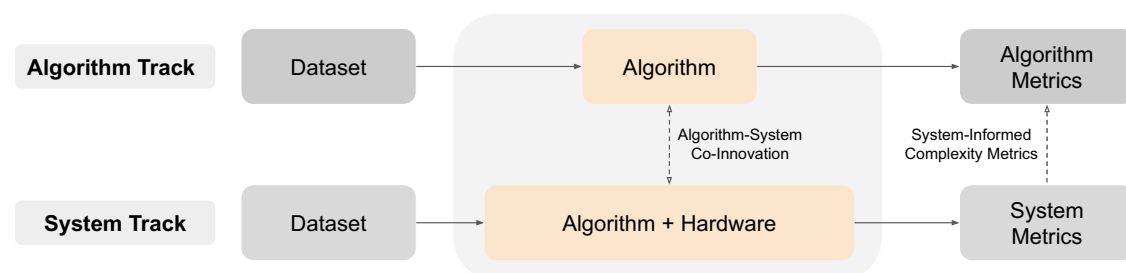 Algorithm Track
Dataset
Algorithm
Algorithm
Metrics
Algorithm-System
Co-Innovation
System-Informed
Complexity Metrics
System Track
Dataset
Algorithm + Hardware
System
Metrics